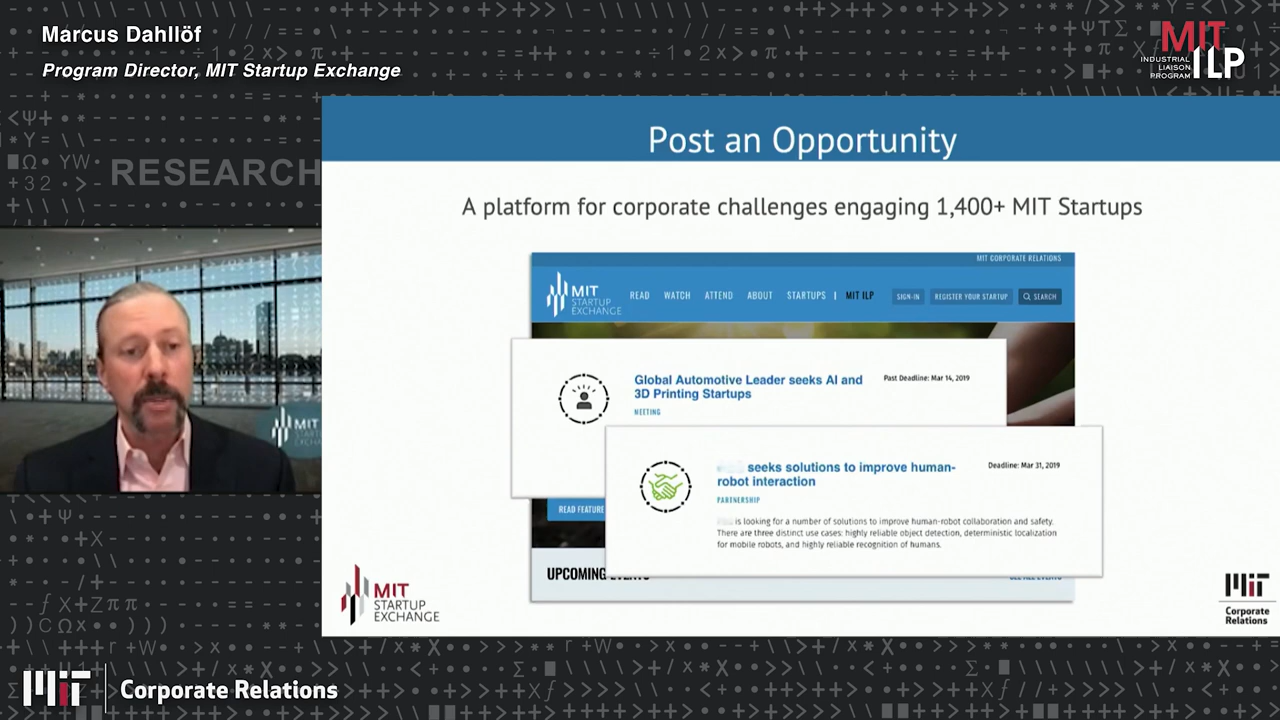 Marcus Dahllöf
Program Director, MIT Startup Exchange
MIT
INDUSTRIAL
LIAISON
PROGRAM
ILP
RESEARCH
Post an Opportunity
A platform for corporate challenges engaging 1,400+ MIT Startups
MIT CORPORATE RELATIONS
MIT
STARTUP
EXCHANGE
READ WATCH ATTEND ABOUT STARTUPS | MIT ILP SIGN-IN REGISTER YOUR STARTUP SEARCH
Global Automotive Leader seeks AI and
3D Printing Startups
Past Deadline: Mar 14, 2019
MEETING
seeks solutions to improve human-
robot interaction
Deadline: Mar 31, 2019
PARTNERSHIP
is looking for a number of solutions to improve human-robot collaboration and safety.
There are three distinct use cases: highly reliable object detection, deterministic localization
for mobile robots, and highly reliable recognition of humans.
READ FEATURE
UPCOMING EVENTS
SEE ALL EVENTS
MIT
STARTUP
EXCHANGE
MIT
Corporate
Relations
MIT
MIT Corporate Relations